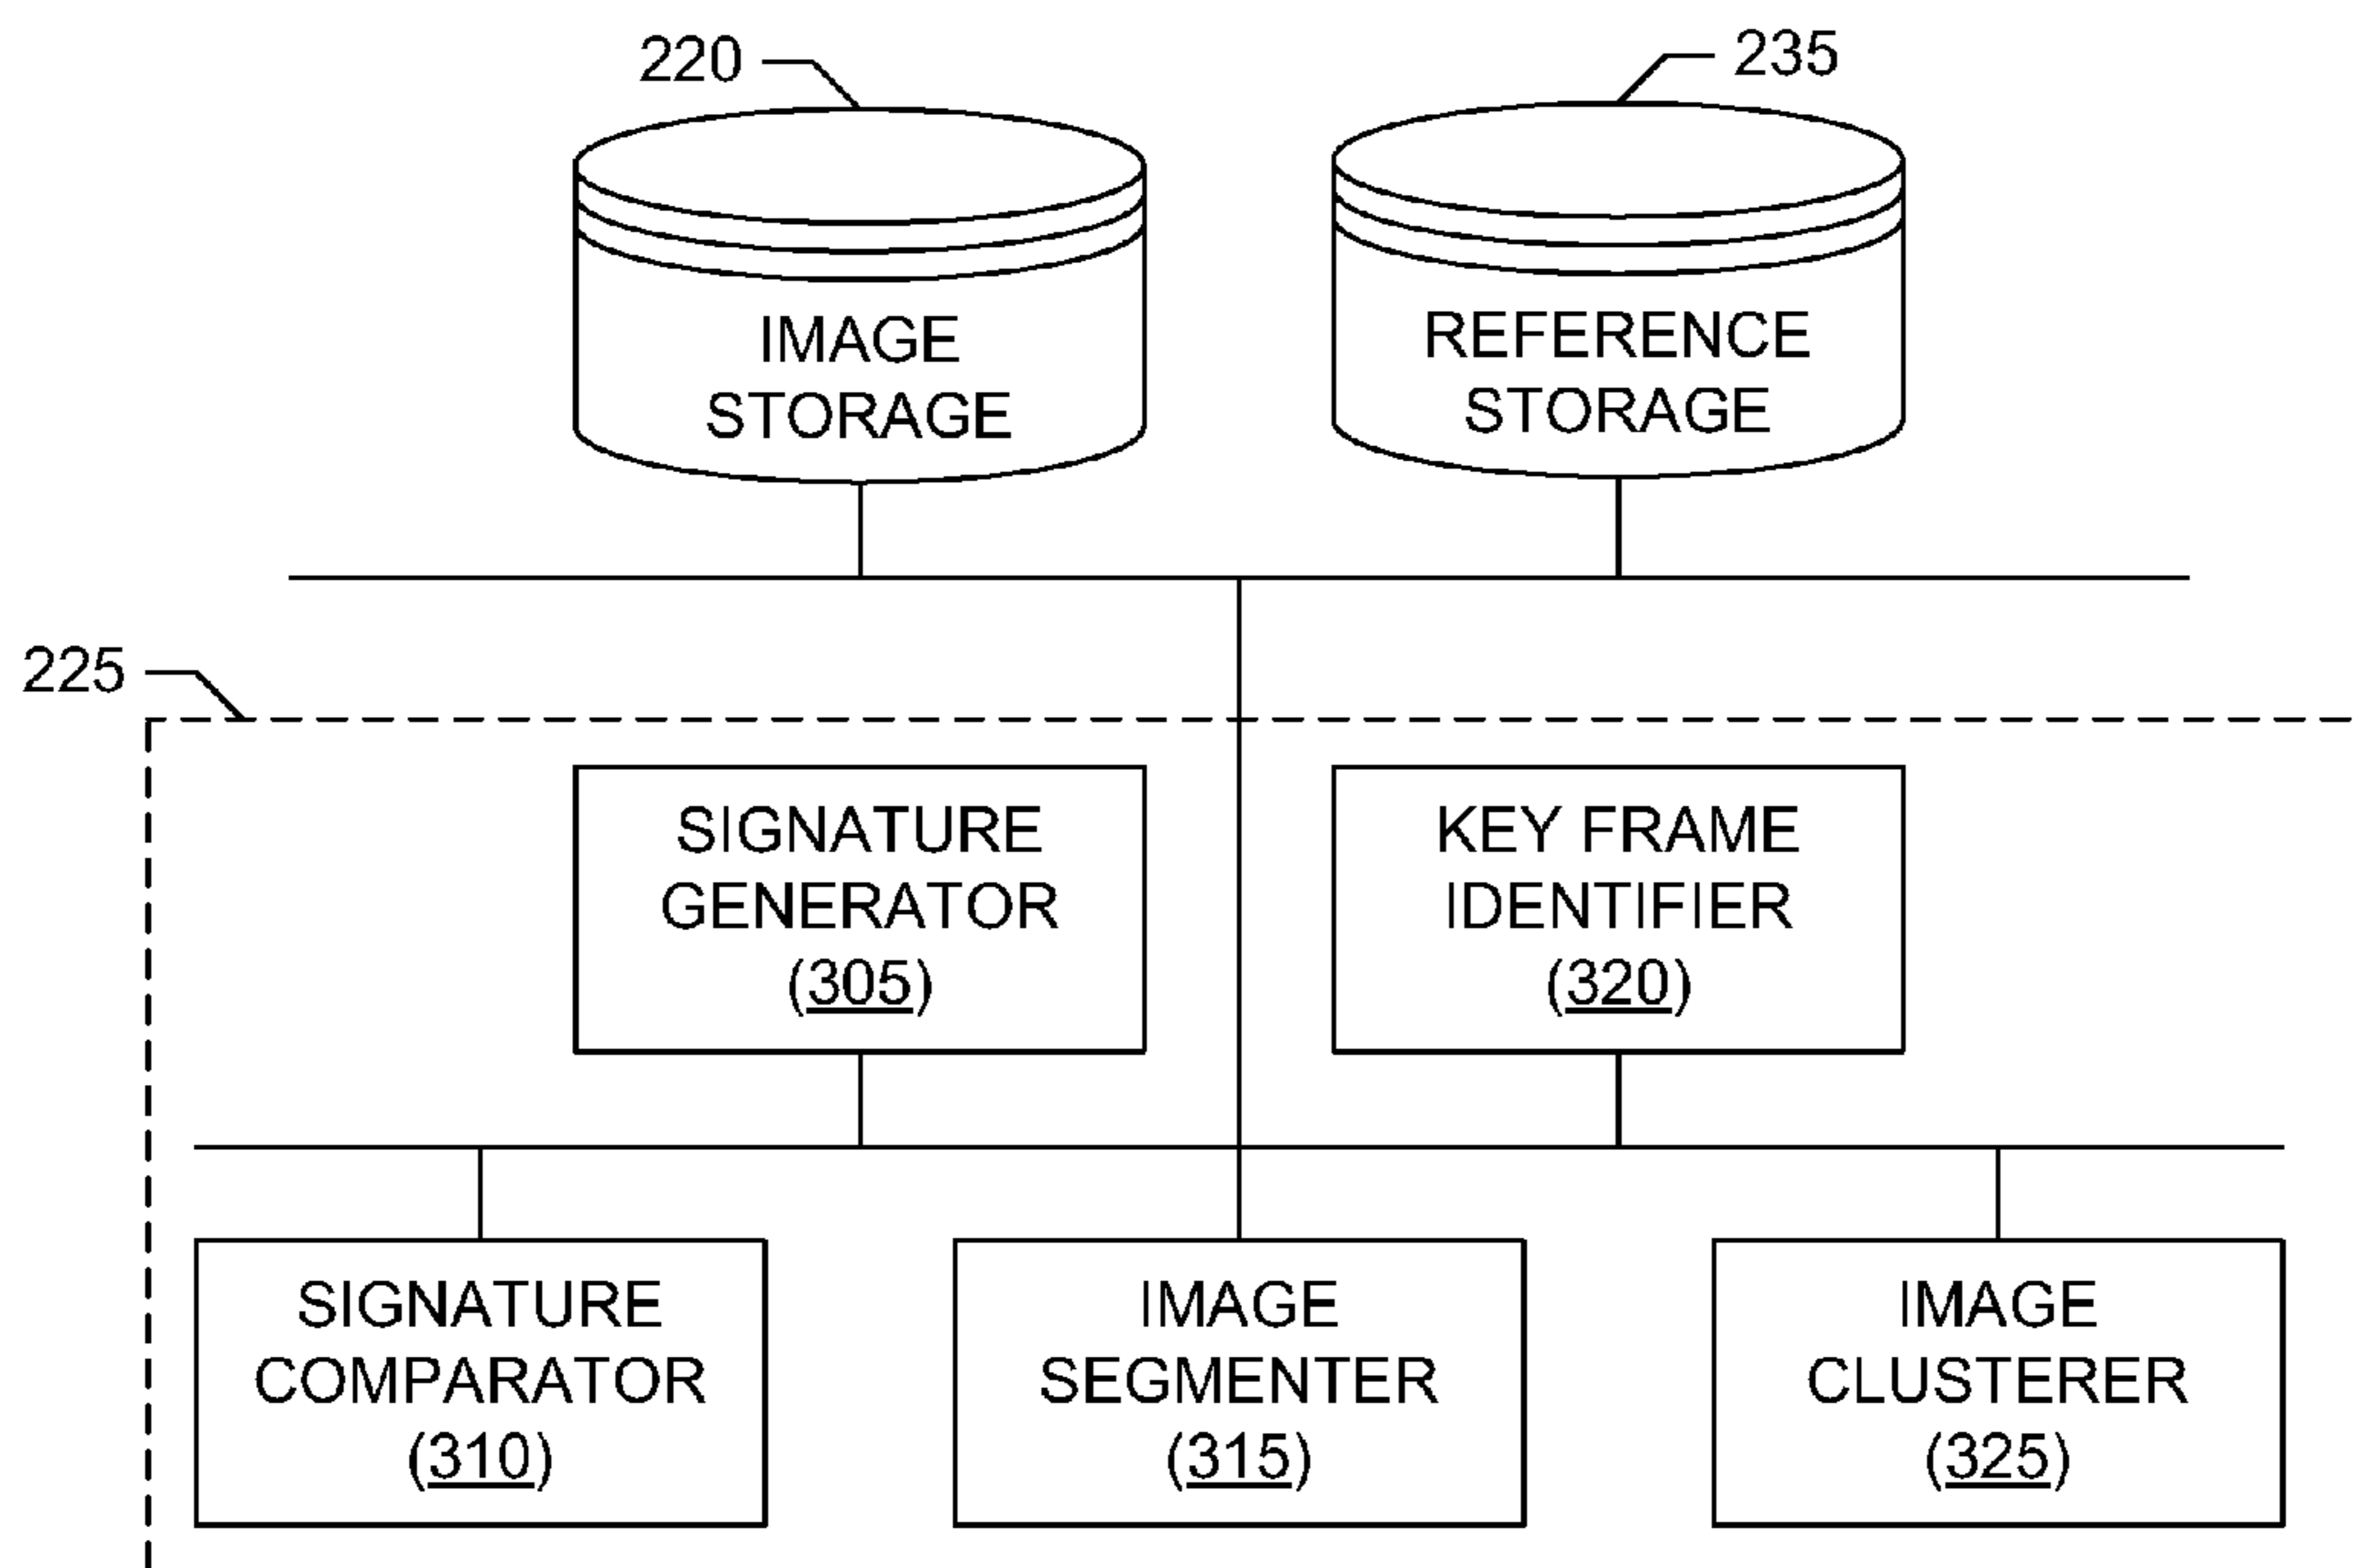 220
235
IMAGE
STORAGE
REFERENCE
STORAGE
225
SIGNATURE
GENERATOR
(305)
KEY FRAME
IDENTIFIER
(320)
SIGNATURE
COMPARATOR
(310)
IMAGE
SEGMENTER
(315)
IMAGE
CLUSTERER
(325)